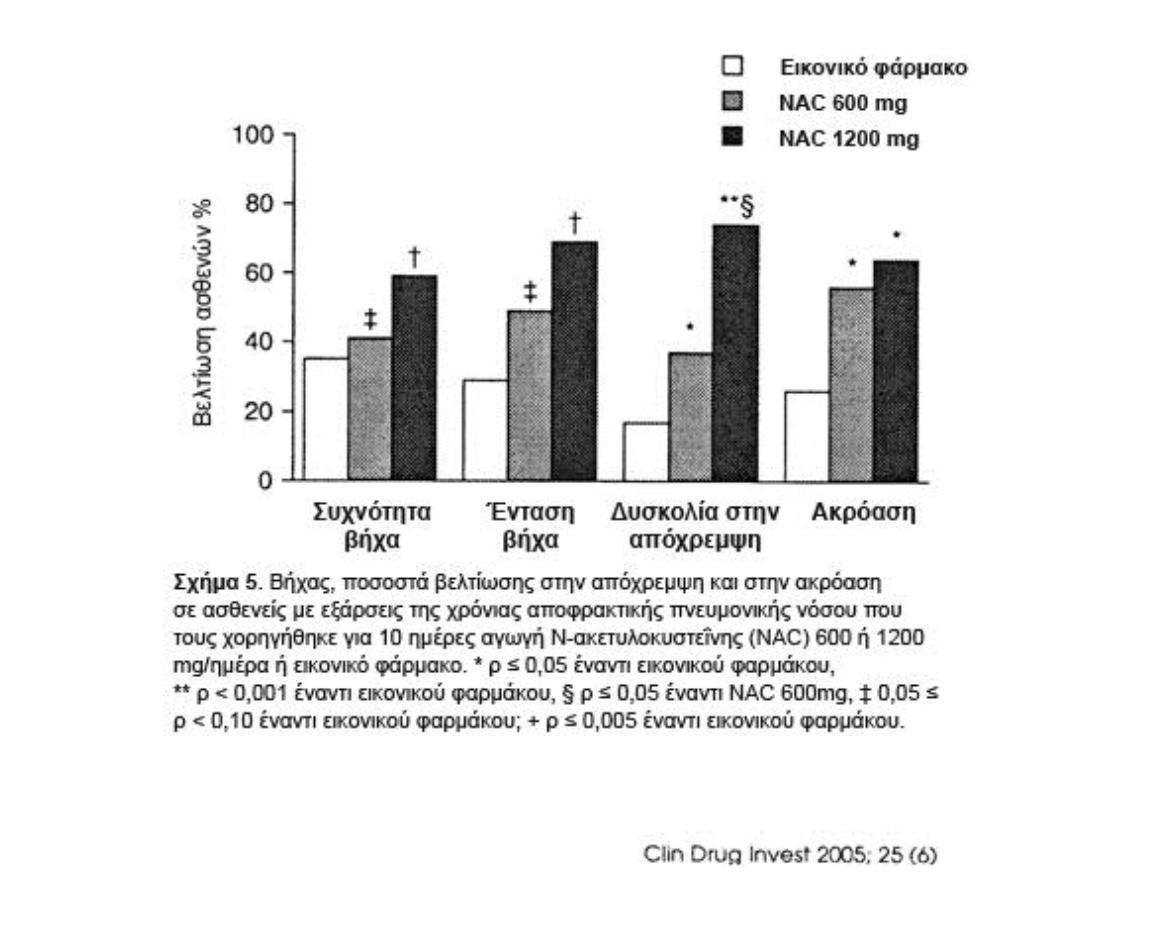 Εικονικό φάρμακο
NAC 600 mg
NAC 1200 mg
Βελτίωση ασθενών %
100
80
60
40
20
0
‡
†
‡
†
*
**§
*
*
Συχνότητα
βήχα
Ένταση
βήχα
Δυσκολία στην
απόχρεμψη
Ακρόαση
Σχήμα 5. Βήχας, ποσοστά βελτίωσης στην απόχρεμψη και στην ακρόαση
σε ασθενείς με εξάρσεις της χρόνιας αποφρακτικής πνευμονικής νόσου που
τους χορηγήθηκε για 10 ημέρες αγωγή Ν-ακετυλοκυστεΐνης (NAC) 600 ή 1200
mg/ημέρα ή εικονικό φάρμακο. * ρ ≤ 0,05 έναντι εικονικού φαρμάκου,
** ρ < 0,001 έναντι εικονικού φαρμάκου, § ρ ≤ 0,05 έναντι NAC 600mg, ‡ 0,05 ≤
ρ < 0,10 έναντι εικονικού φαρμάκου; + ρ ≤ 0,005 έναντι εικονικού φαρμάκου.
Clin Drug Invest 2005; 25 (6)